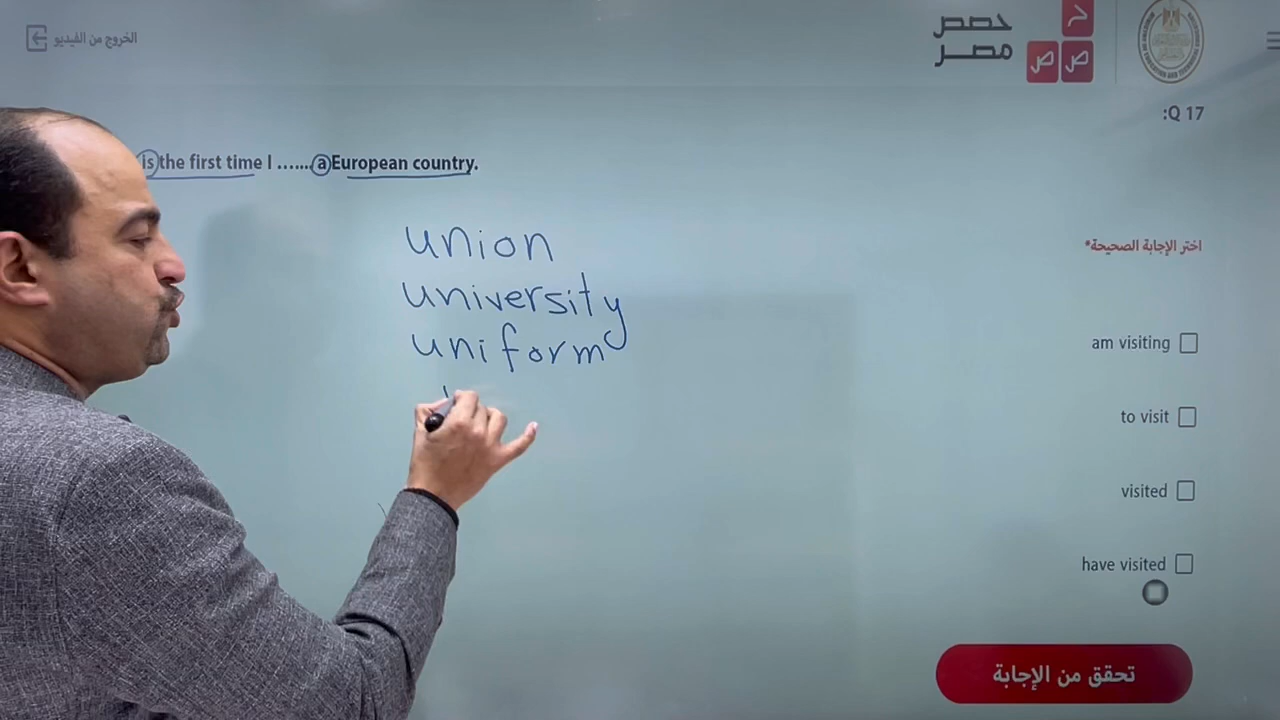 الخروج من الفيديو
حصص
مصر
ح
ص ص
:Q 17
is the first time I ...... a European country.
union
university
uniform
اختر الإجابة الصحيحة*
am visiting
to visit
visited
have visited
تحقق من الإجابة